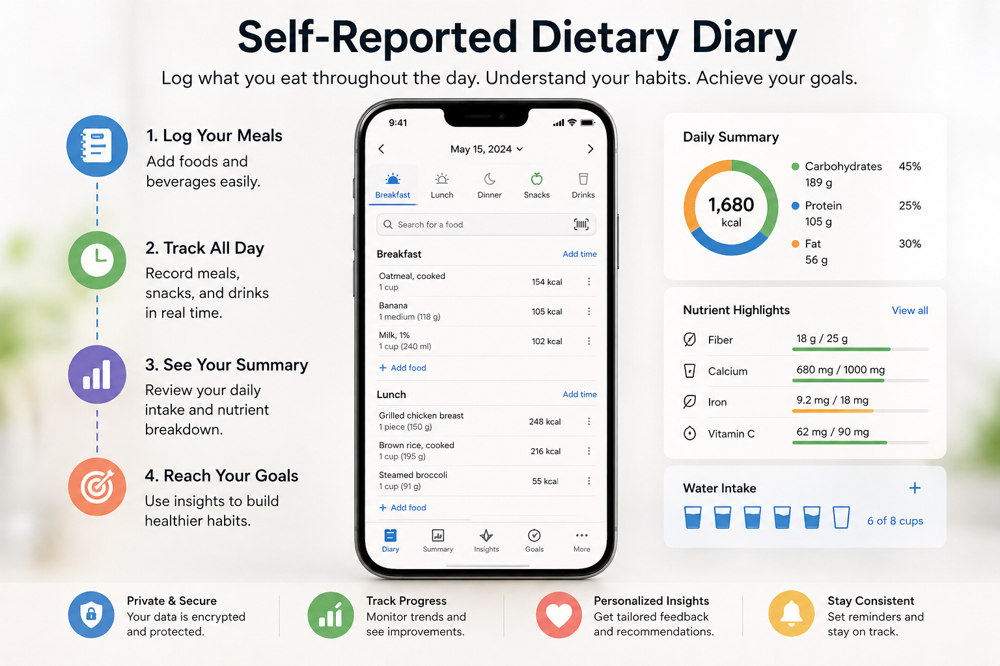 Self-Reported Dietary Diary
Log what you eat throughout the day. Understand your habits. Achieve your goals.
1. Log Your Meals
Add foods and
beverages easily.
2. Track All Day
Record meals,
snacks, and drinks
in real time.
3. See Your Summary
Review your daily
intake and nutrient
breakdown.
4. Reach Your Goals
Use insights to build
healthier habits.
9:41
May 15, 2024
Breakfast Lunch Dinner Snacks Drinks
Search for a food
Breakfast Add time
Oatmeal, cooked
1 cup
154 kcal
Banana
1 medium (118 g)
105 kcal
Milk, 1%
1 cup (240 ml)
102 kcal
+ Add food
Lunch Add time
Grilled chicken breast
1 piece (150 g)
248 kcal
Brown rice, cooked
1 cup (195 g)
216 kcal
Steamed broccoli
1 cup (91 g)
55 kcal
+ Add food
Diary Summary Insights Goals More
Daily Summary
1,680
kcal
Carbohydrates 45%
189 g
Protein 25%
105 g
Fat 30%
56 g
Nutrient Highlights View all
Fiber 18 g / 25 g
Calcium 680 mg / 1000 mg
Iron 9.2 mg / 18 mg
Vitamin C 62 mg / 90 mg
Water Intake +
6 of 8 cups
Private & Secure
Your data is encrypted
and protected.
Track Progress
Monitor trends and
see improvements.
Personalized Insights
Get tailored feedback
and recommendations.
Stay Consistent
Set reminders and
stay on track.